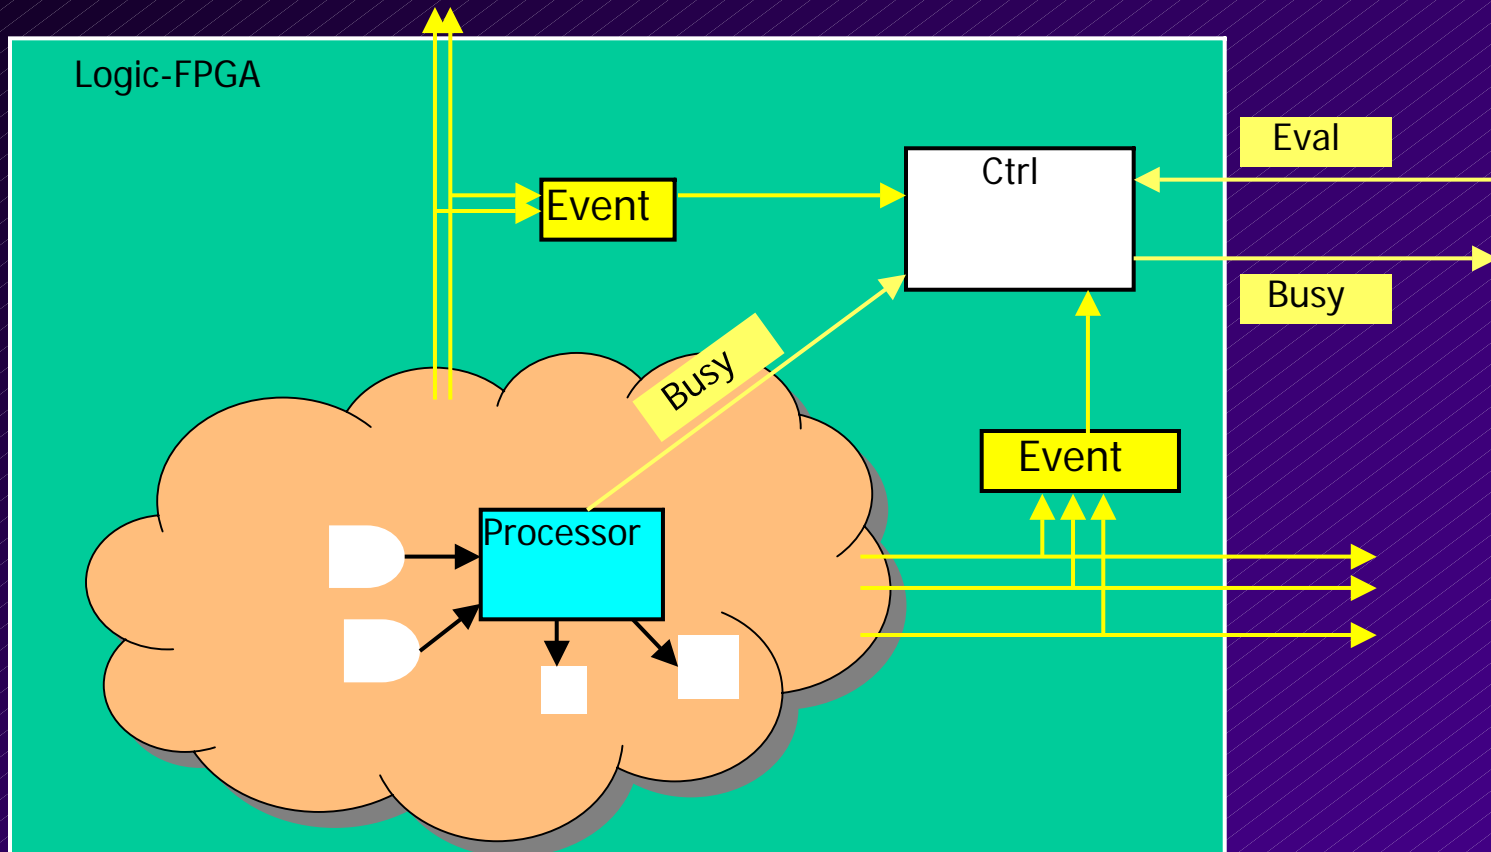 Logic-FPGA
Eval
Ctrl
Event
Busy
Busy
Event
Processor